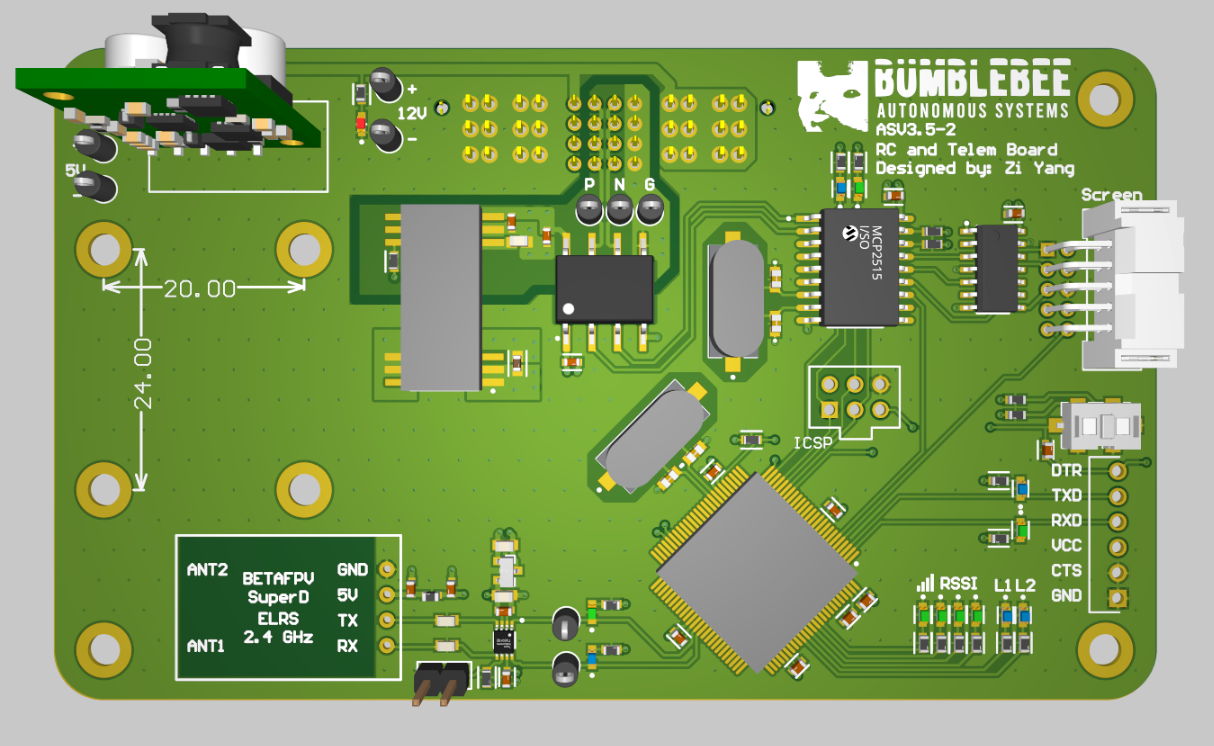 BUMBLEBEE
AUTONOMOUS SYSTEMS
ASV3.5-2
RC and Telem Board
Designed by: Zi Yang
+
12V
-
5V
-
P N G
Screen
MCP2515
I/SO
20.00
24.00
ICSP
DTR
TXD
RXD
VCC
CTS
GND
RSSI
L1 L2
ANT2
BETAFPV
SuperD
ELRS
2.4 GHz
ANT1
GND
5V
TX
RX